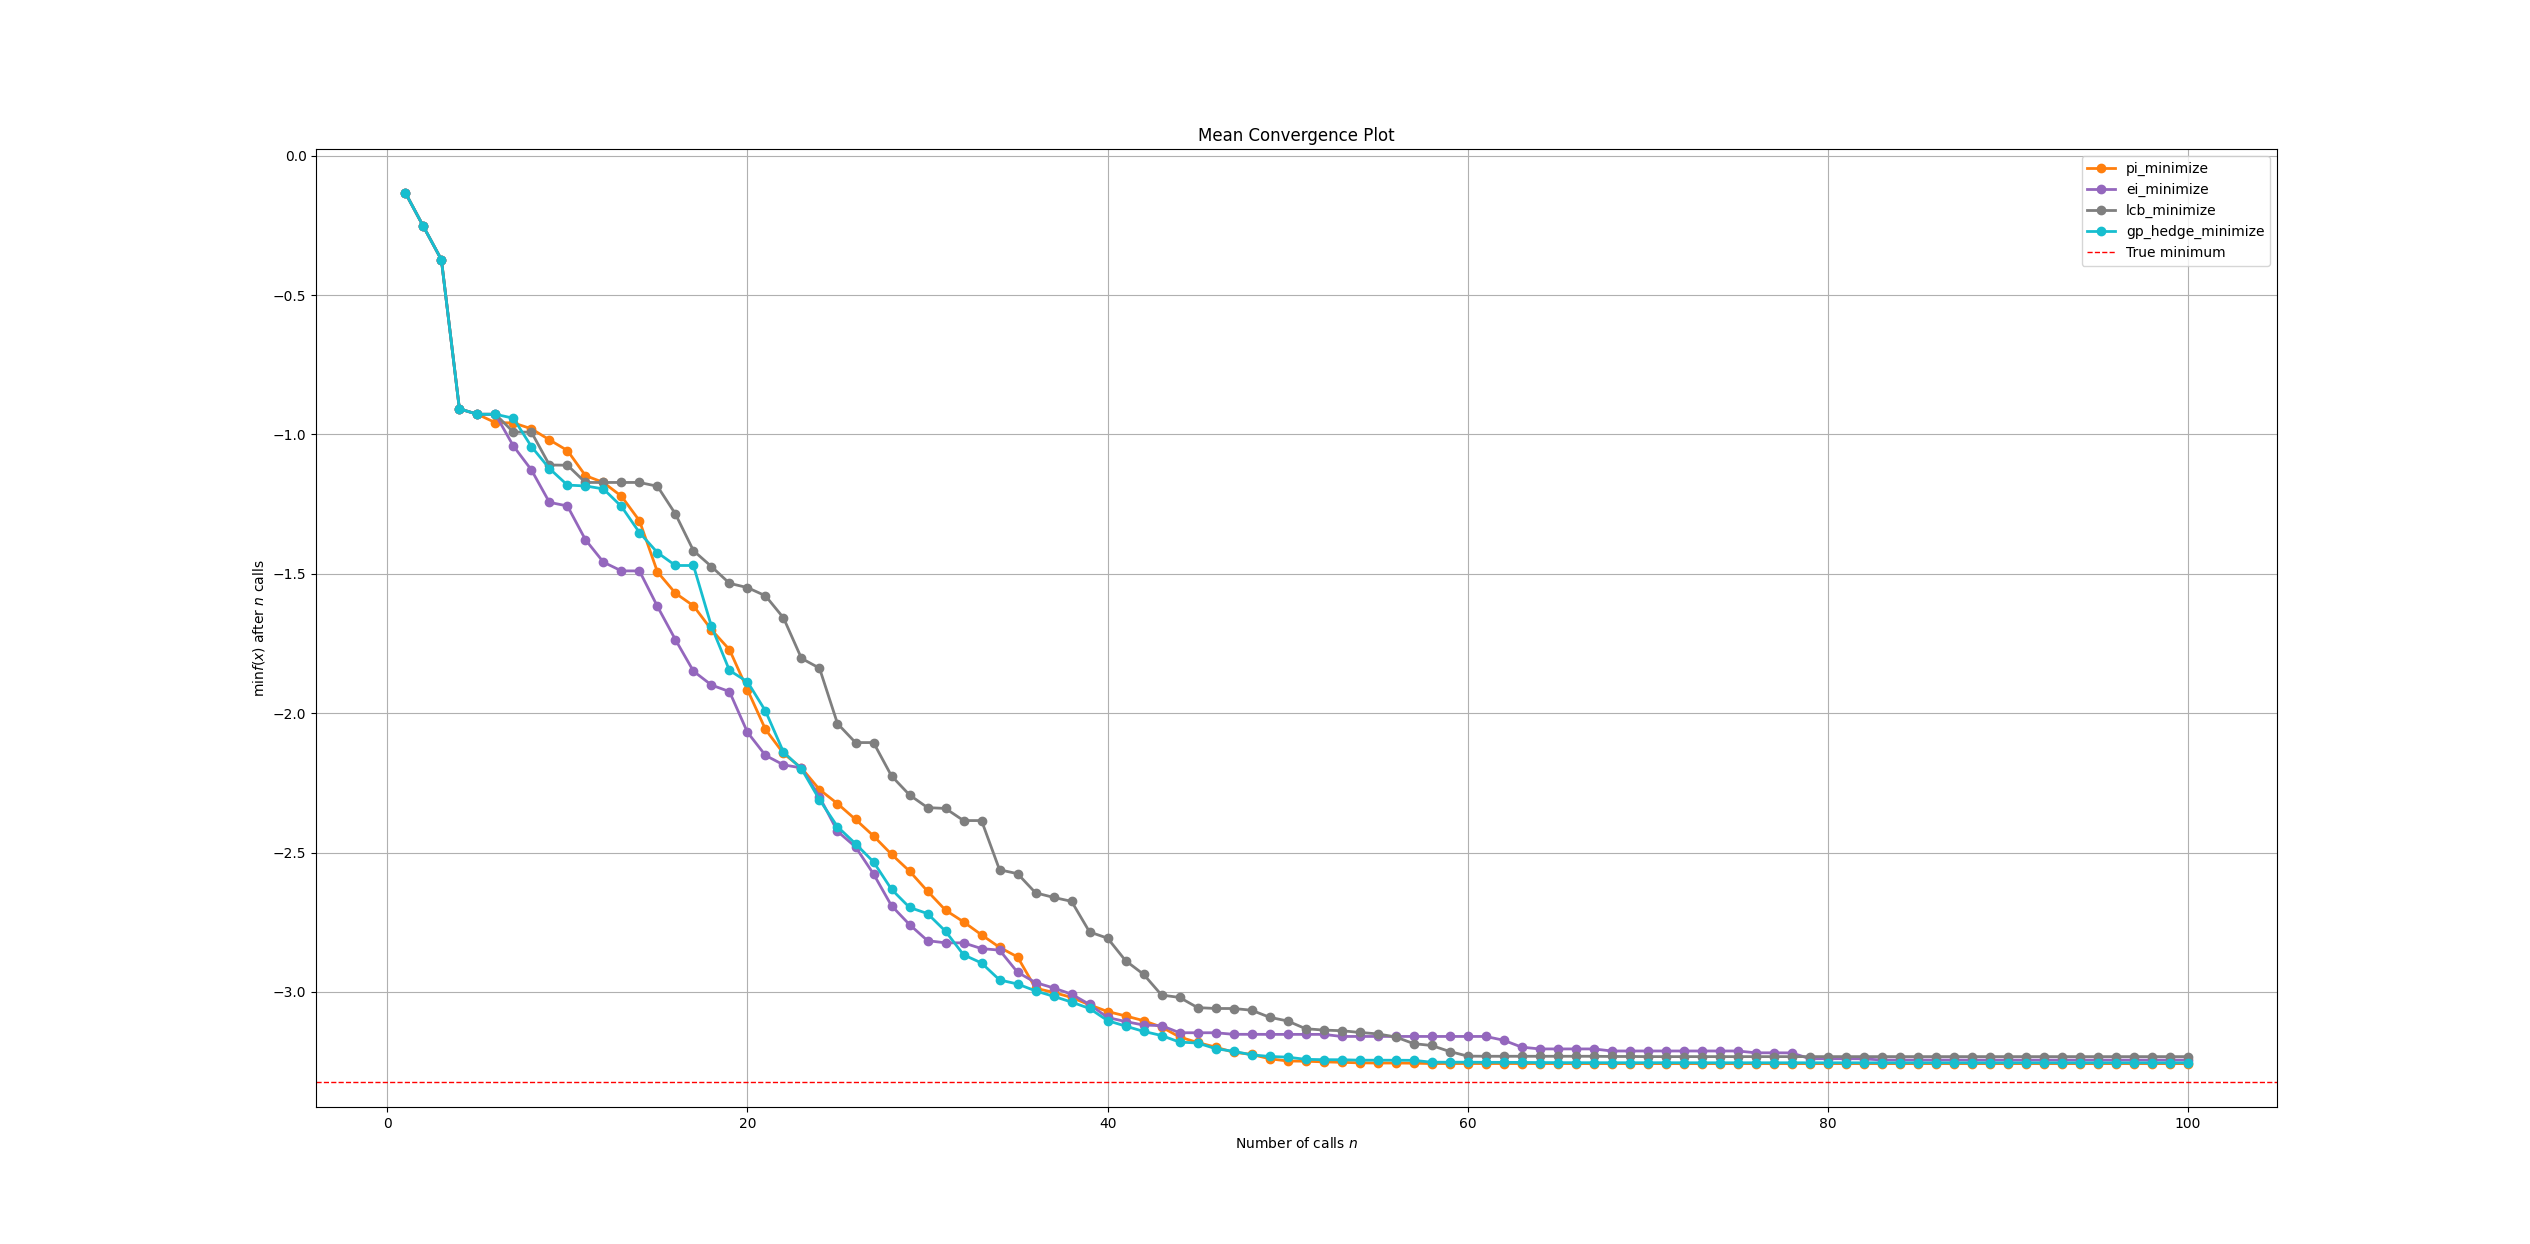 Mean Convergence Plot
pi_minimize
ei_minimize
lcb_minimize
gp_hedge_minimize
True minimum
0.0
−0.5
−1.0
−1.5
−2.0
−2.5
−3.0
min f(x) after n calls
0 20 40 60 80 100
Number of calls n